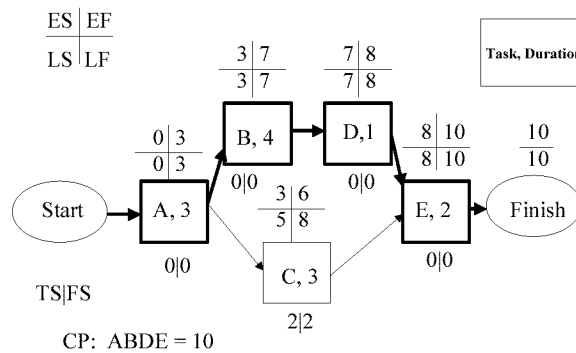 ES | EF
LS | LF
3 | 7
3 | 7
7 | 8
7 | 8
Task, Duration
0 | 3
0 | 3
B, 4
D,1
8 | 10
8 | 10
10
10
0|0
0|0
3 | 6
5 | 8
Start
A, 3
E, 2
Finish
0|0
C, 3
0|0
TS|FS
2|2
CP: ABDE = 10